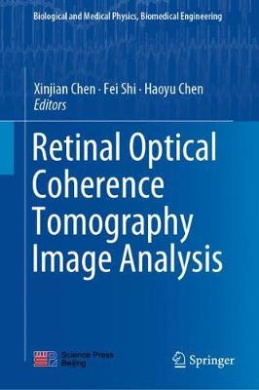 Biological and Medical Physics, Biomedical Engineering
Xinjian Chen · Fei Shi · Haoyu Chen
Editors
Retinal Optical
Coherence
Tomography
Image Analysis
Science Press
Beijing
Springer